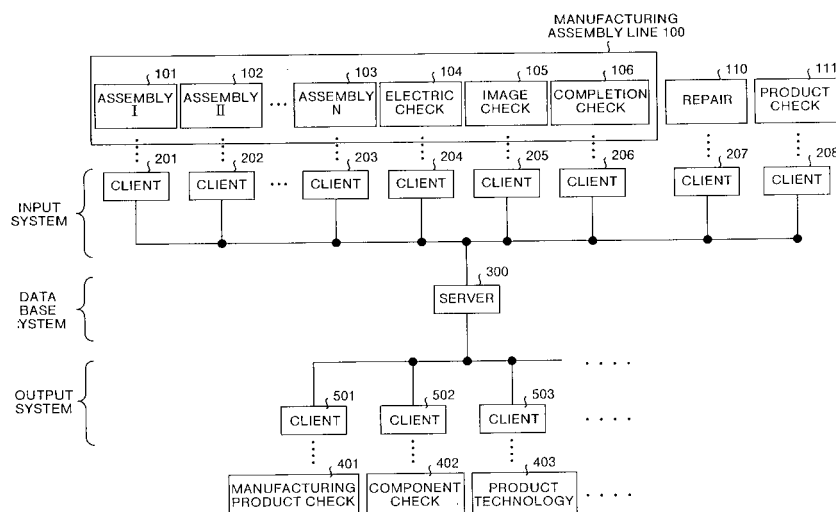 MANUFACTURING
ASSEMBLY LINE 100
101 102 103 104 105 106 110 111
ASSEMBLY I
ASSEMBLY II
...
ASSEMBLY N
ELECTRIC CHECK
IMAGE CHECK
COMPLETION CHECK
REPAIR
PRODUCT CHECK
201 202 203 204 205 206 207 208
CLIENT CLIENT ... CLIENT CLIENT CLIENT CLIENT CLIENT CLIENT
INPUT
SYSTEM
300
SERVER
DATA
BASE
SYSTEM
OUTPUT
SYSTEM
501 502 503
CLIENT CLIENT CLIENT
401 402 403
MANUFACTURING PRODUCT CHECK
COMPONENT CHECK
PRODUCT TECHNOLOGY